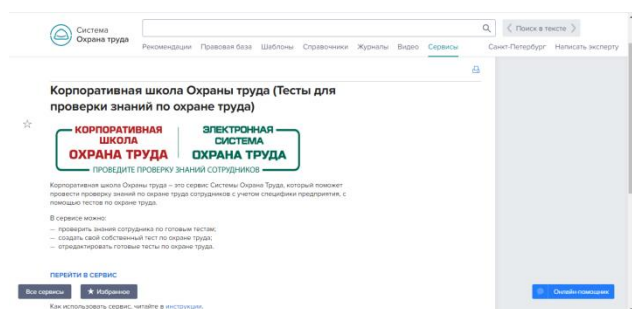 Система
Охрана труда
Поиск в тексте
Рекомендации Правовая база Шаблоны Справочники Журналы Видео Сервисы Санкт-Петербург Написать эксперту
Корпоративная школа Охраны труда (Тесты для
проверки знаний по охране труда)
КОРПОРАТИВНАЯ
ШКОЛА
ОХРАНА ТРУДА
ЭЛЕКТРОННАЯ
СИСТЕМА
ОХРАНА ТРУДА
ПРОВЕДИТЕ ПРОВЕРКУ ЗНАНИЙ СОТРУДНИКОВ
Корпоративная школа Охраны труда – это сервис Системы Охрана Труда, который поможет
провести проверку знаний по охране труда сотрудников с учетом специфики предприятия, с
помощью тестов по охране труда.
В сервисе можно:
— проверить знания сотрудника по готовым тестам;
— создать свой собственный тест по охране труда;
— отредактировать готовые тесты по охране труда.
ПЕРЕЙТИ В СЕРВИС
Все сервисы Избранное Онлайн-помощник
Как использовать сервис, читайте в инструкции.